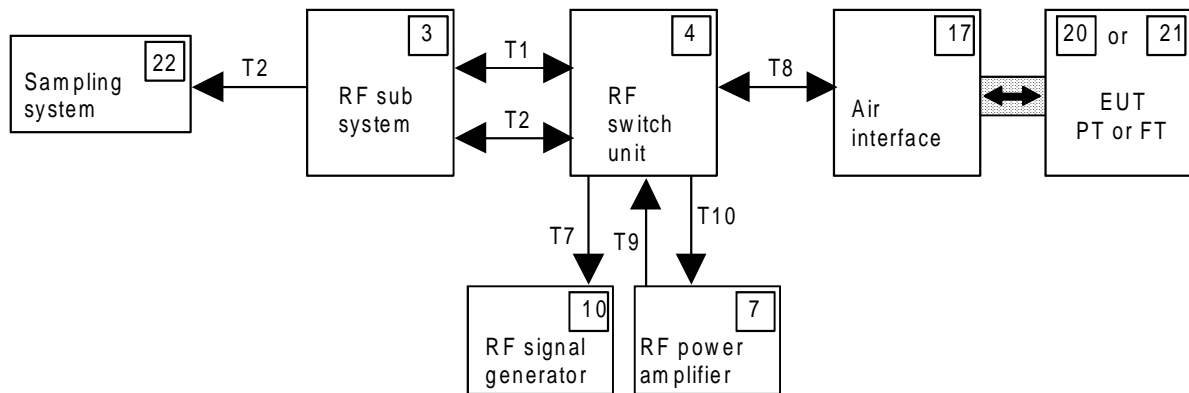 22
Sampling
system
T2
3
RF sub
system
T1
T2
4
RF
switch
unit
T8
17
Air
interface
20 or 21
EUT
PT or FT
T7
T9
T10
10
RF signal
generator
7
RF power
amplifier